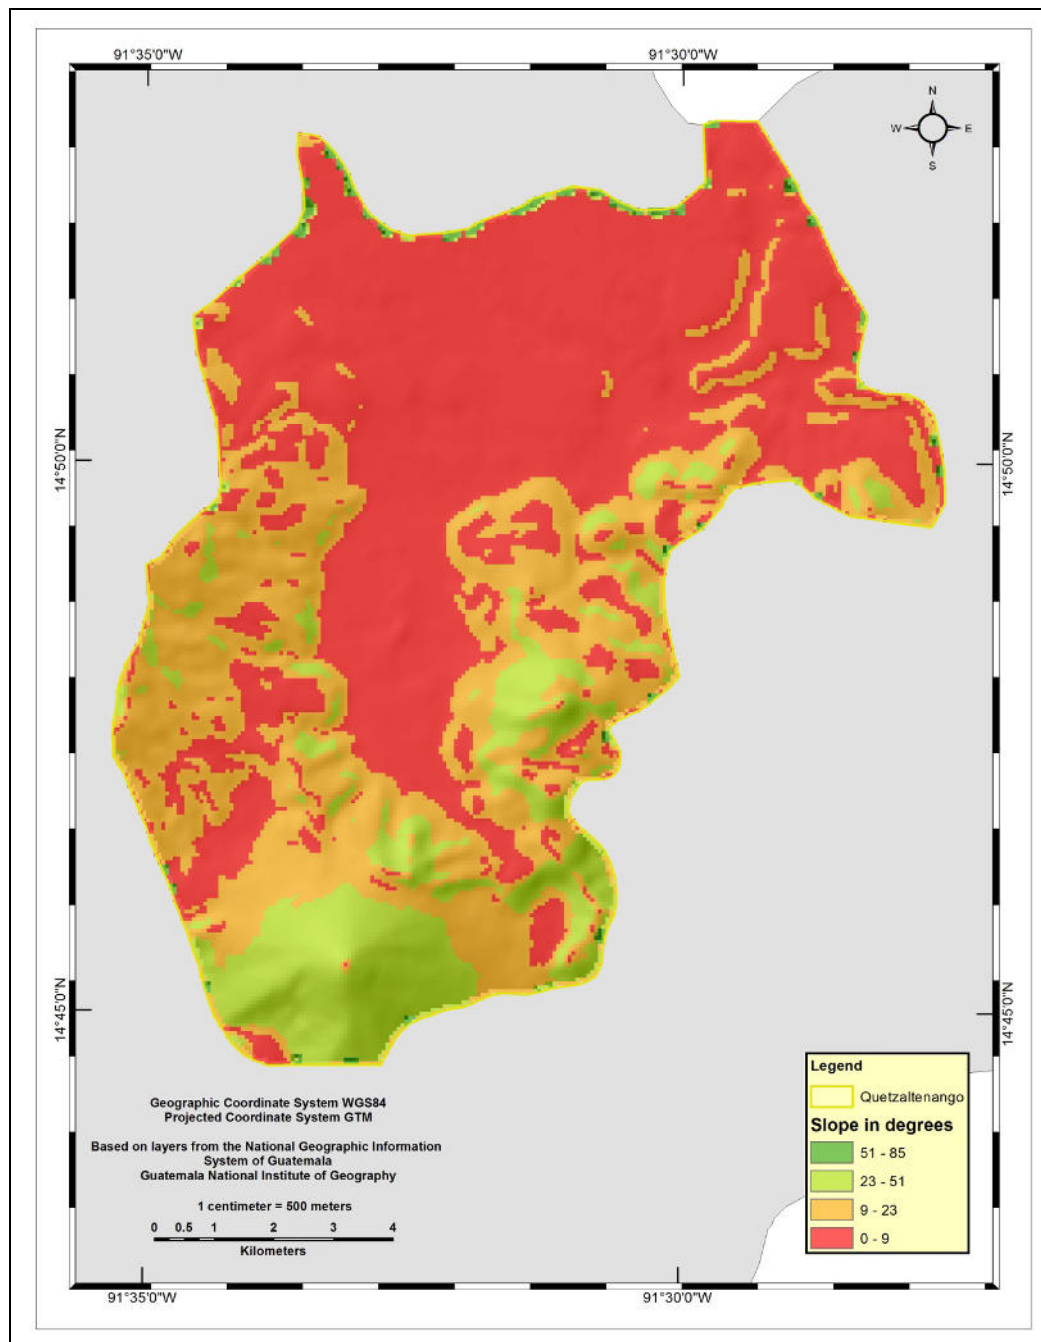 91°35'0"W
91°30'0"W
N
W
E
S
14°50'0"N
14°50'0"N
14°45'0"N
14°45'0"N
Legend
Quetzaltenango
Slope in degrees
51 - 85
23 - 51
9 - 23
0 - 9
Geographic Coordinate System WGS84
Projected Coordinate System GTM
Based on layers from the National Geographic Information
System of Guatemala
Guatemala National Institute of Geography
1 centimeter = 500 meters
0 0.5 1 2 3 4
Kilometers
91°35'0"W
91°30'0"W